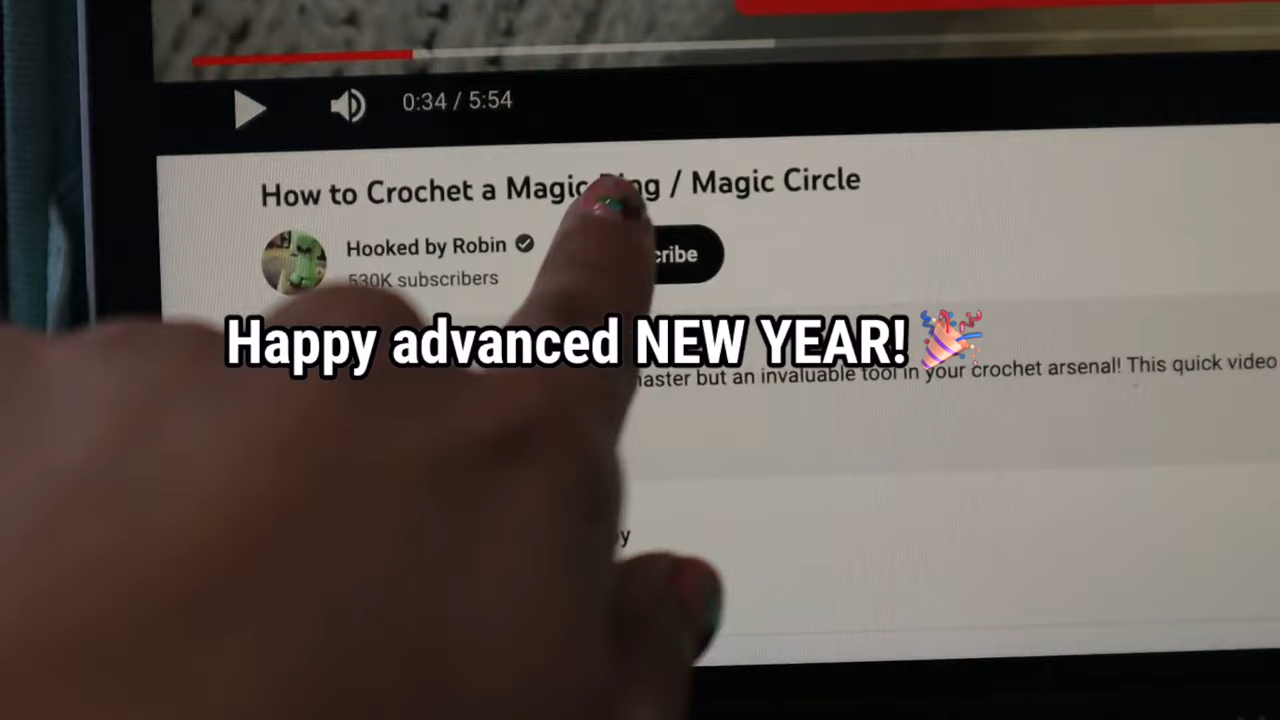 0:34 / 5:54
How to Crochet a Magic Ring / Magic Circle
Hooked by Robin
530K subscribers
Happy advanced NEW YEAR! 🎉
but an invaluable tool in your crochet arsenal! This quick video